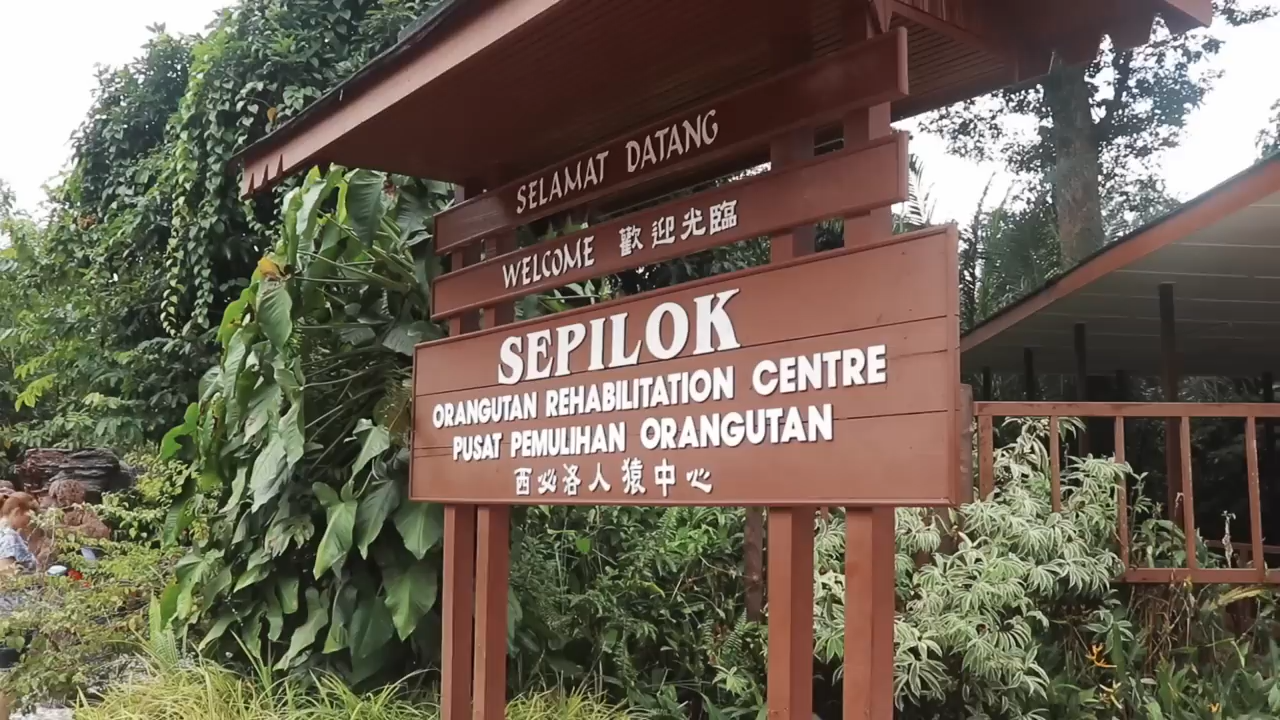 SELAMAT DATANG
WELCOME 歡迎光臨
SEPILOK
ORANGUTAN REHABILITATION CENTRE
PUSAT PEMULIHAN ORANGUTAN
西必洛人猿中心